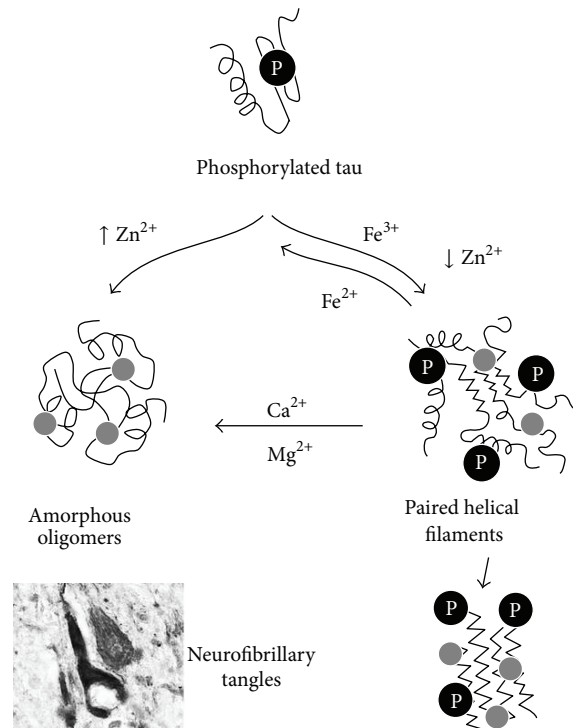 P
Phosphorylated tau
↑ Zn²⁺
Fe³⁺
↓ Zn²⁺
Fe²⁺
P
P
Ca²⁺
Mg²⁺
P
Amorphous
oligomers
Paired helical
filaments
P
P
Neurofibrillary
tangles
P